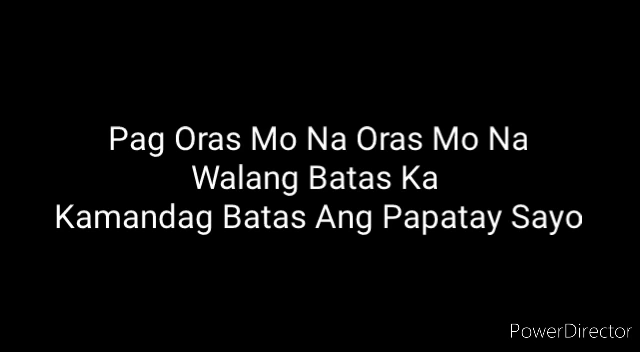 Pag Oras Mo Na Oras Mo Na
Walang Batas Ka
Kamandag Batas Ang Papatay Sayo
PowerDirector